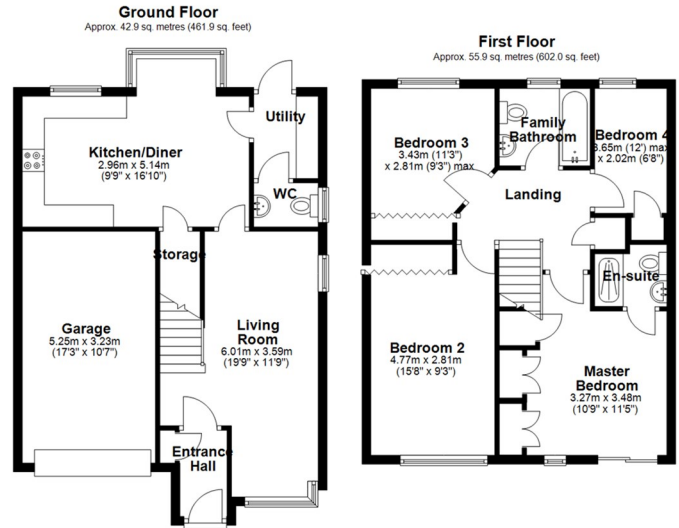 Ground Floor
Approx. 42.9 sq. metres (461.9 sq. feet)
Utility
Kitchen/Diner
2.96m x 5.14m
(9'9" x 16'10")
WC
Storage
Garage
5.25m x 3.23m
(17'3" x 10'7")
Living
Room
6.01m x 3.59m
(19'9" x 11'9")
Entrance
Hall
First Floor
Approx. 55.9 sq. metres (602.0 sq. feet)
Bedroom 3
3.43m (11'3")
x 2.81m (9'3") max
Family
Bathroom
Bedroom 4
3.65m (12') max
x 2.02m (6'8")
Landing
En-suite
Bedroom 2
4.77m x 2.81m
(15'8" x 9'3")
Master
Bedroom
3.27m x 3.48m
(10'9" x 11'5")